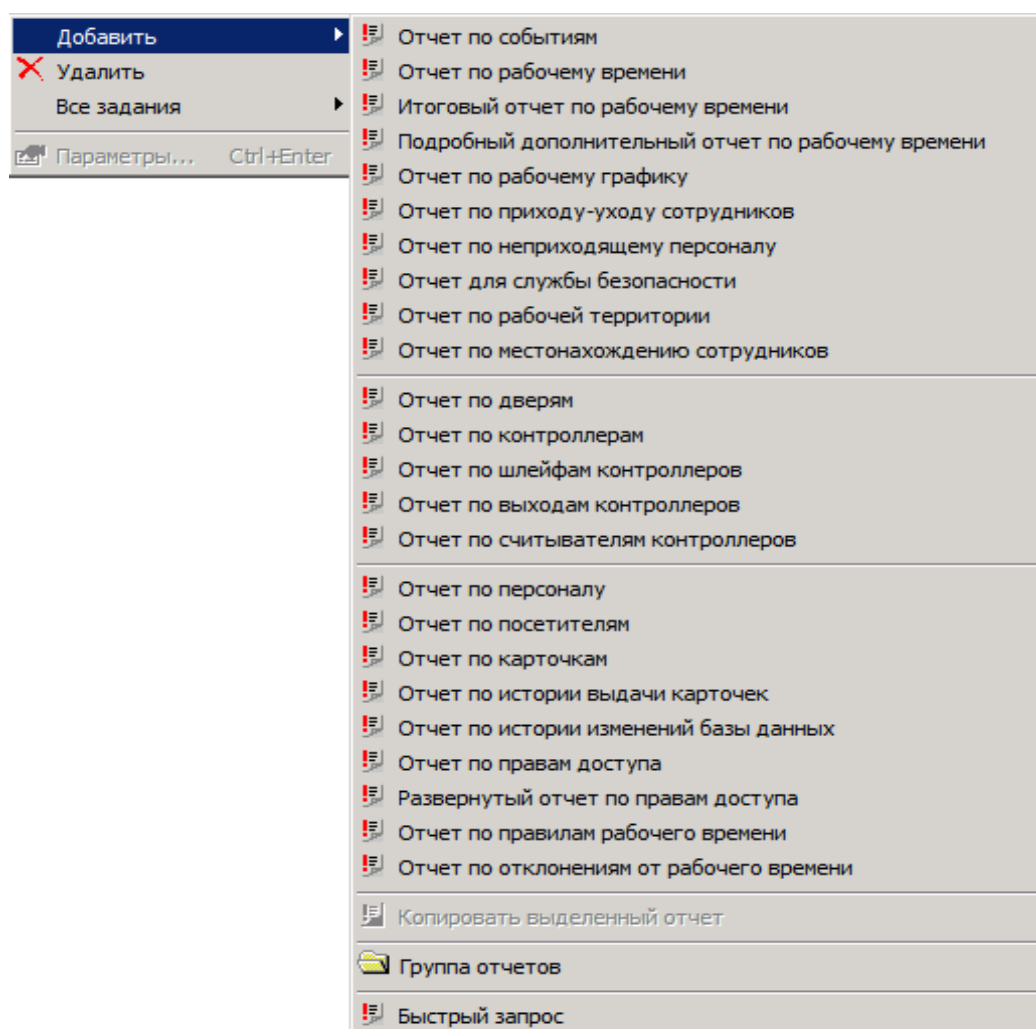 Добавить
Удалить
Все задания
Параметры... Ctrl+Enter
Отчет по событиям
Отчет по рабочему времени
Итоговый отчет по рабочему времени
Подробный дополнительный отчет по рабочему времени
Отчет по рабочему графику
Отчет по приходу-уходу сотрудников
Отчет по неприходящему персоналу
Отчет для службы безопасности
Отчет по рабочей территории
Отчет по местонахождению сотрудников
Отчет по дверям
Отчет по контроллерам
Отчет по шлейфам контроллеров
Отчет по выходам контроллеров
Отчет по считывателям контроллеров
Отчет по персоналу
Отчет по посетителям
Отчет по карточкам
Отчет по истории выдачи карточек
Отчет по истории изменений базы данных
Отчет по правам доступа
Развернутый отчет по правам доступа
Отчет по правилам рабочего времени
Отчет по отклонениям от рабочего времени
Копировать выделенный отчет
Группа отчетов
Быстрый запрос